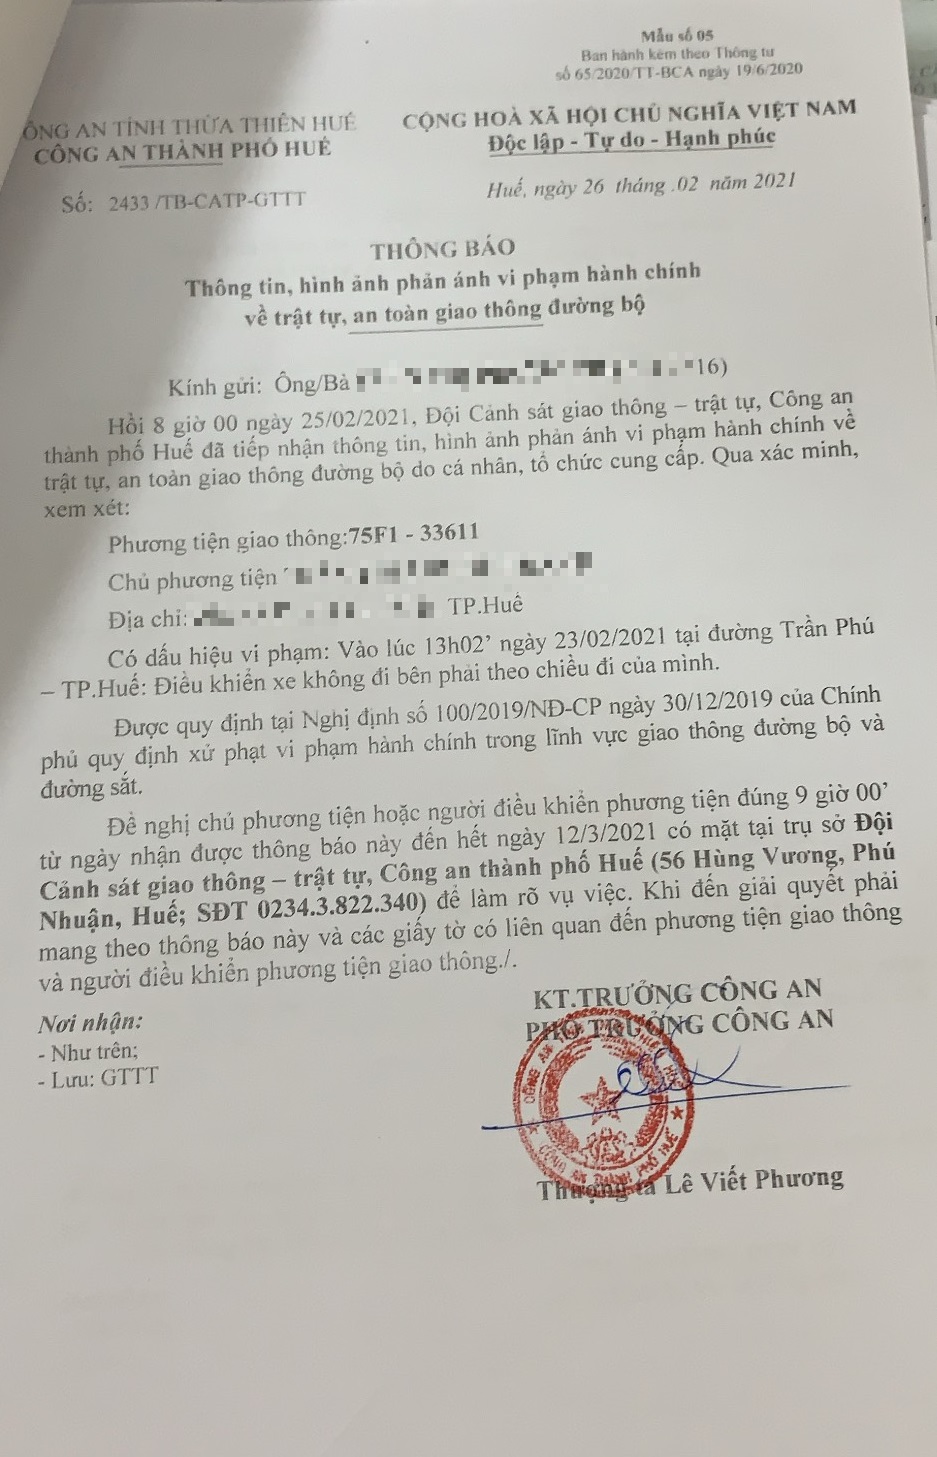 Mẫu số 05
Ban hành kèm theo Thông tư
số 65/2020/TT-BCA ngày 19/6/2020
ÔNG AN TỈNH THỪA THIÊN HUẾ
CÔNG AN THÀNH PHỐ HUẾ
CỘNG HOÀ XÃ HỘI CHỦ NGHĨA VIỆT NAM
Độc lập - Tự do - Hạnh phúc
Số: 2433 /TB-CATP-GTTT
Huế, ngày 26 tháng .02 năm 2021
THÔNG BÁO
Thông tin, hình ảnh phản ánh vi phạm hành chính
về trật tự, an toàn giao thông đường bộ
Kính gửi: Ông/Bà 16)
Hồi 8 giờ 00 ngày 25/02/2021, Đội Cảnh sát giao thông – trật tự, Công an
thành phố Huế đã tiếp nhận thông tin, hình ảnh phản ánh vi phạm hành chính về
trật tự, an toàn giao thông đường bộ do cá nhân, tổ chức cung cấp. Qua xác minh,
xem xét:
Phương tiện giao thông:75F1 - 33611
Chủ phương tiện
Địa chỉ: TP.Huế
Có dấu hiệu vi phạm: Vào lúc 13h02’ ngày 23/02/2021 tại đường Trần Phú
– TP.Huế: Điều khiển xe không đi bên phải theo chiều đi của mình.
Được quy định tại Nghị định số 100/2019/NĐ-CP ngày 30/12/2019 của Chính
phủ quy định xử phạt vi phạm hành chính trong lĩnh vực giao thông đường bộ và
đường sắt.
Đề nghị chủ phương tiện hoặc người điều khiển phương tiện đúng 9 giờ 00’
từ ngày nhận được thông báo này đến hết ngày 12/3/2021 có mặt tại trụ sở Đội
Cảnh sát giao thông – trật tự, Công an thành phố Huế (56 Hùng Vương, Phú
Nhuận, Huế; SĐT 0234.3.822.340) để làm rõ vụ việc. Khi đến giải quyết phải
mang theo thông báo này và các giấy tờ có liên quan đến phương tiện giao thông
và người điều khiển phương tiện giao thông./.
Nơi nhận:
- Như trên;
- Lưu: GTTT
KT.TRƯỞNG CÔNG AN
PHÓ TRƯỞNG CÔNG AN
CÔNG AN THÀNH PHỐ HUẾ
Thượng tá Lê Viết Phương